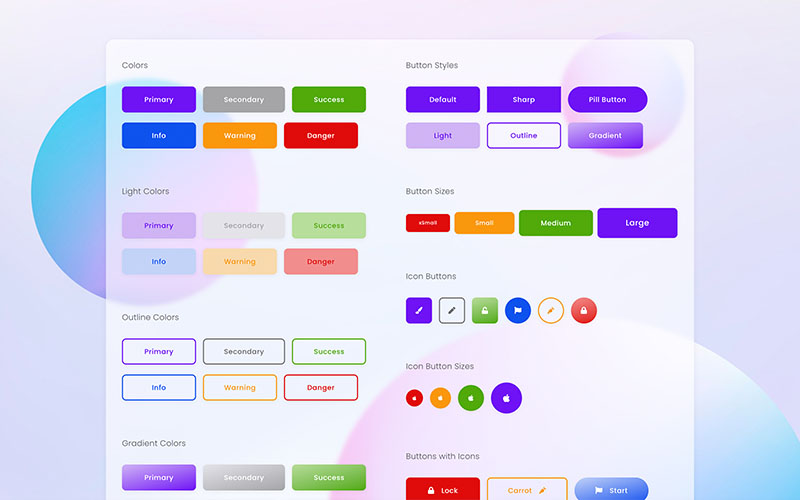 Colors
Primary
Secondary
Success
Info
Warning
Danger
Light Colors
Primary
Secondary
Success
Info
Warning
Danger
Outline Colors
Primary
Secondary
Success
Info
Warning
Danger
Gradient Colors
Primary
Secondary
Success
Button Styles
Default
Sharp
Pill Button
Light
Outline
Gradient
Button Sizes
xSmall
Small
Medium
Large
Icon Buttons
Icon Button Sizes
Buttons with Icons
Lock
Carrot
Start